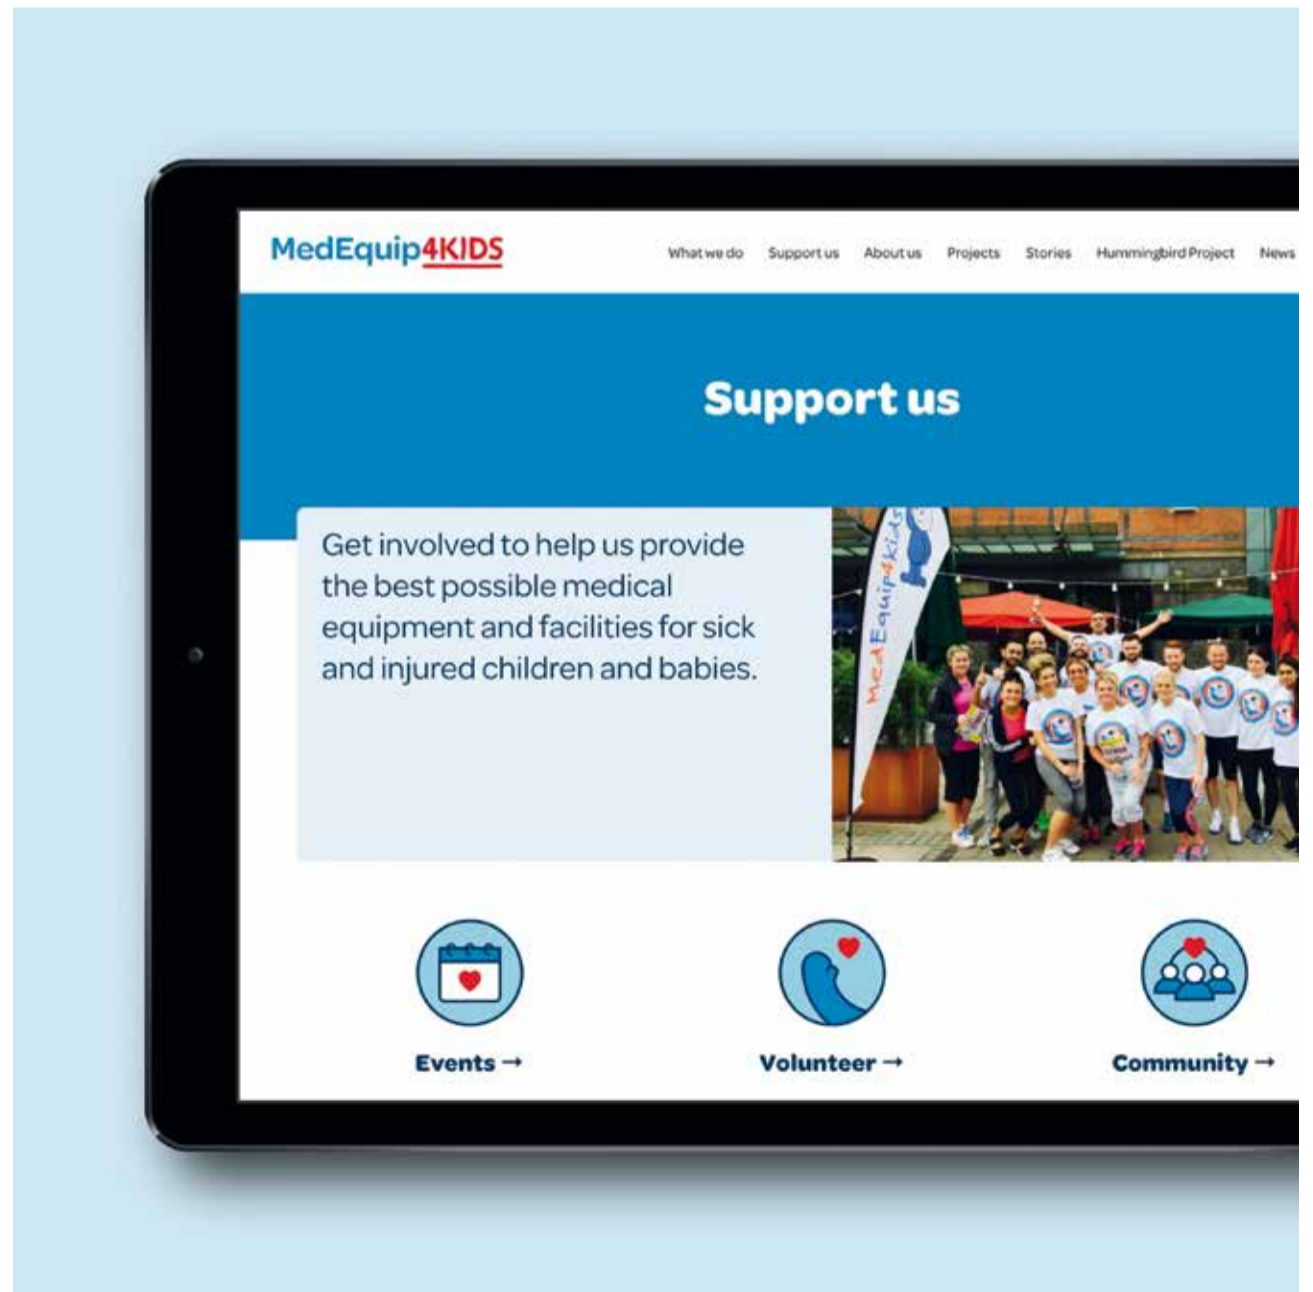 MedEquip4KIDS
What we do Support us About us Projects Stories Hummingbird Project News
Support us
Get involved to help us provide
the best possible medical
equipment and facilities for sick
and injured children and babies.
MedEquip4kids
Events →
Volunteer →
Community →